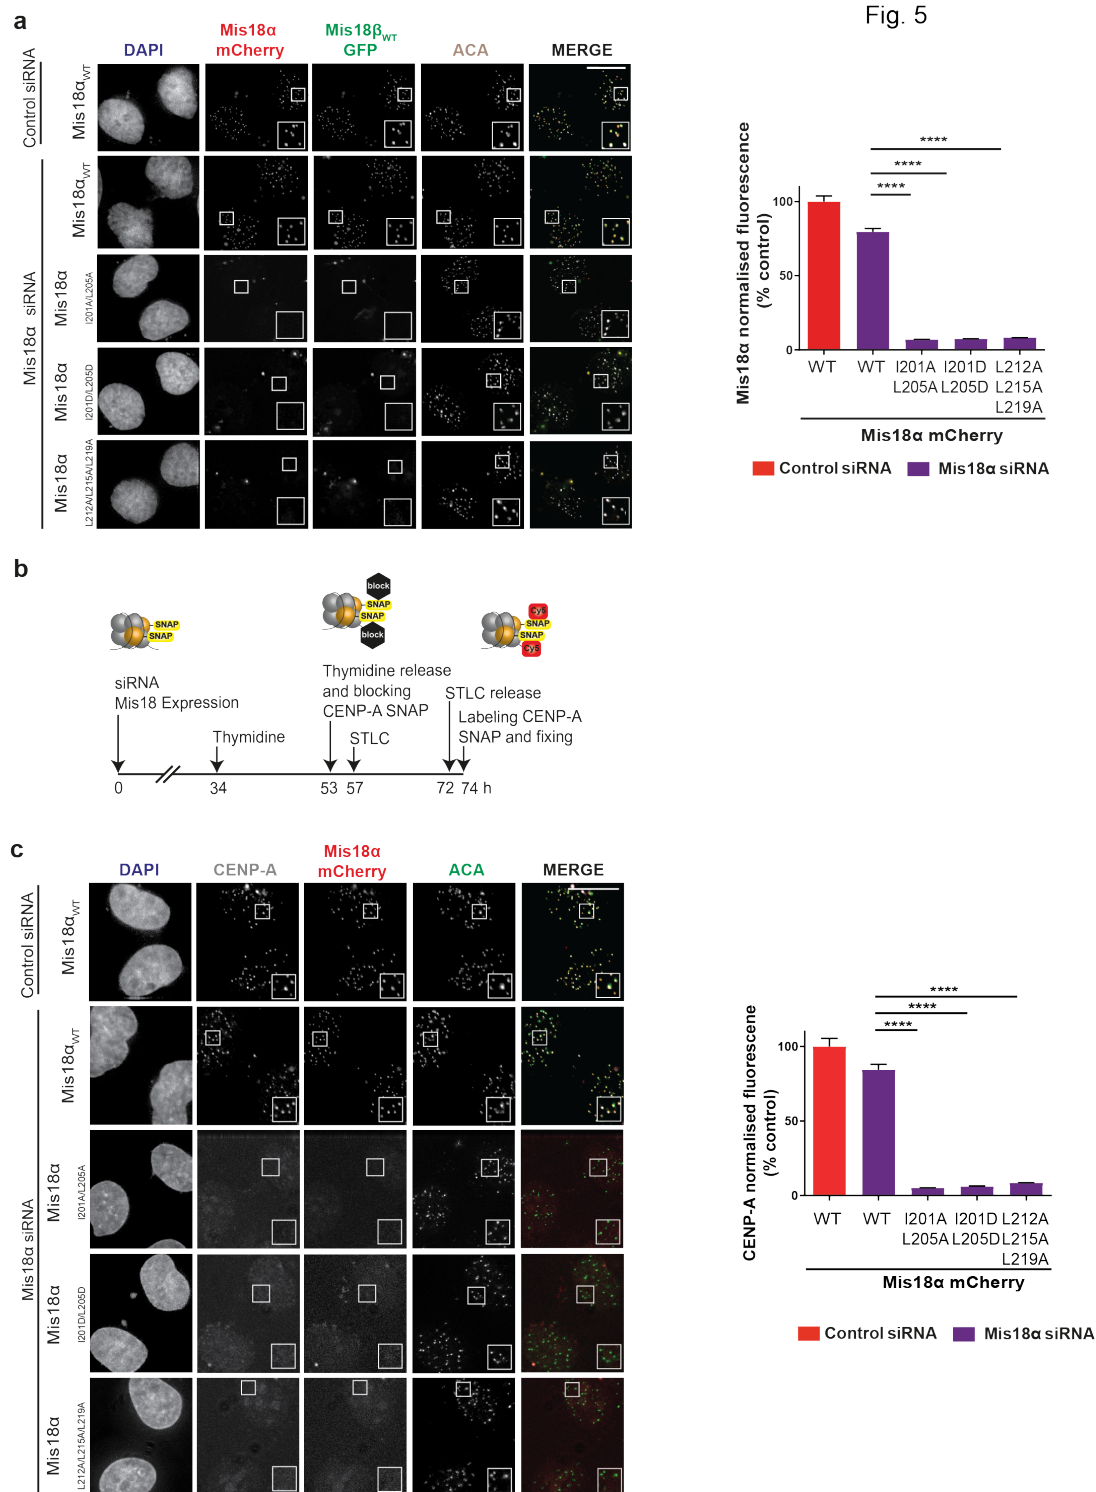 Fig. 5
a
DAPI
Mis18α
mCherry
Mis18βWT
GFP
ACA
MERGE
Control siRNA
Mis18αWT
Mis18α siRNA
Mis18αWT
Mis18α
I201A/L205A
Mis18α
I201D/L205D
Mis18α
L212A/L215A/L219A
Mis18α normalised fluorescence
(% control)
100
50
0
****
****
****
WT
WT
I201A
L205A
I201D
L205D
L212A
L215A
L219A
Mis18α mCherry
Control siRNA
Mis18α siRNA
b
SNAP
SNAP
block
SNAP
SNAP
block
Cy5
SNAP
SNAP
Cy5
siRNA
Mis18 Expression
Thymidine
Thymidine release
and blocking
CENP-A SNAP
STLC
STLC release
Labeling CENP-A
SNAP and fixing
0
34
53
57
72
74 h
c
DAPI
CENP-A
Mis18α
mCherry
ACA
MERGE
Control siRNA
Mis18αWT
Mis18α siRNA
Mis18αWT
Mis18α
I201A/L205A
Mis18α
I201D/L205D
Mis18α
L212A/L215A/L219A
CENP-A normalised fluorescene
(% control)
100
50
0
****
****
****
WT
WT
I201A
L205A
I201D
L205D
L212A
L215A
L219A
Mis18α mCherry
Control siRNA
Mis18α siRNA